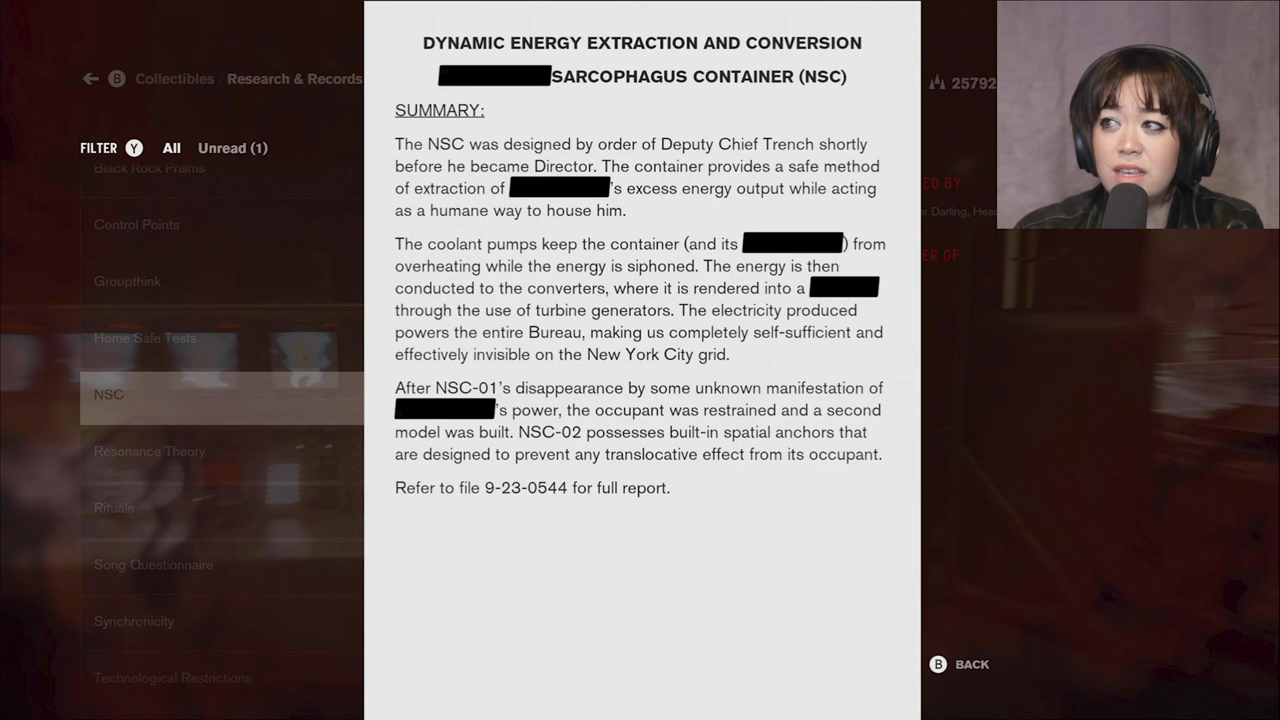 DYNAMIC ENERGY EXTRACTION AND CONVERSION
SARCOPHAGUS CONTAINER (NSC)
SUMMARY:
The NSC was designed by order of Deputy Chief Trench shortly
before he became Director. The container provides a safe method
of extraction of 's excess energy output while acting
as a humane way to house him.
The coolant pumps keep the container (and its ) from
overheating while the energy is siphoned. The energy is then
conducted to the converters, where it is rendered into a
through the use of turbine generators. The electricity produced
powers the entire Bureau, making us completely self-sufficient and
effectively invisible on the New York City grid.
After NSC-01's disappearance by some unknown manifestation of
's power, the occupant was restrained and a second
model was built. NSC-02 possesses built-in spatial anchors that
are designed to prevent any translocative effect from its occupant.
Refer to file 9-23-0544 for full report.
B Collectibles / Research & Records
FILTER Y All Unread (1)
Black Rock Prisms
Control Points
Groupthink
Home Safe Tests
NSC
Resonance Theory
Rituals
Song Questionnaire
Synchronicity
Technological Restrictions
25792
ED BY
er Darling, Head
ER OF
B BACK